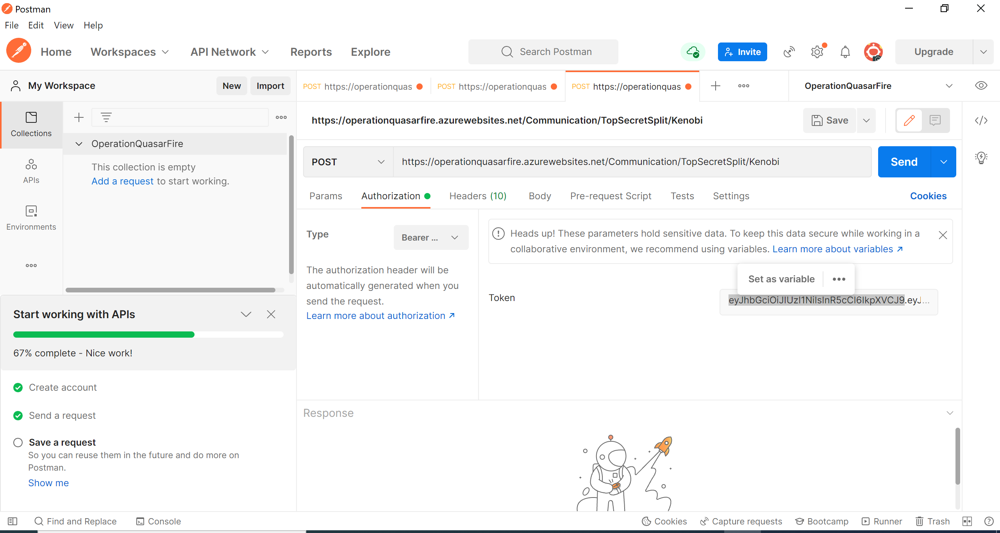 Postman
File Edit View Help
Home Workspaces API Network Reports Explore Search Postman Invite Upgrade
My Workspace New Import
POST https://operationquas POST https://operationquas POST https://operationquas OperationQuasarFire
Collections
APIs
Environments
OperationQuasarFire
This collection is empty
Add a request to start working.
https://operationquasarfire.azurewebsites.net/Communication/TopSecretSplit/Kenobi Save
POST https://operationquasarfire.azurewebsites.net/Communication/TopSecretSplit/Kenobi Send
Params Authorization Headers (10) Body Pre-request Script Tests Settings Cookies
Type Bearer ...
The authorization header will be
automatically generated when you
send the request.
Learn more about authorization ↗
Heads up! These parameters hold sensitive data. To keep this data secure while working in a
collaborative environment, we recommend using variables. Learn more about variables ↗
Set as variable
Token eyJhbGciOiJIUzI1NiIsInR5cCI6IkpXVCJ9.eyJ...
Start working with APIs
67% complete - Nice work!
Create account
Send a request
Save a request
So you can reuse them in the future and do more on
Postman.
Show me
Response
Find and Replace Console Cookies Capture requests Bootcamp Runner Trash